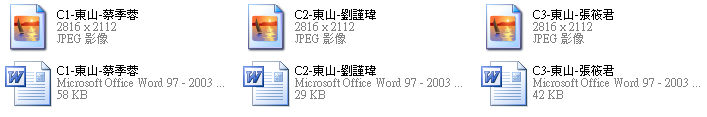 C1-東山-蔡季蓉
2816 x 2112
JPEG 影像
C2-東山-劉謹瑋
2816 x 2112
JPEG 影像
C3-東山-張筱君
2816 x 2112
JPEG 影像
C1-東山-蔡季蓉
Microsoft Office Word 97 - 2003 ...
58 KB
C2-東山-劉謹瑋
Microsoft Office Word 97 - 2003 ...
29 KB
C3-東山-張筱君
Microsoft Office Word 97 - 2003 ...
42 KB